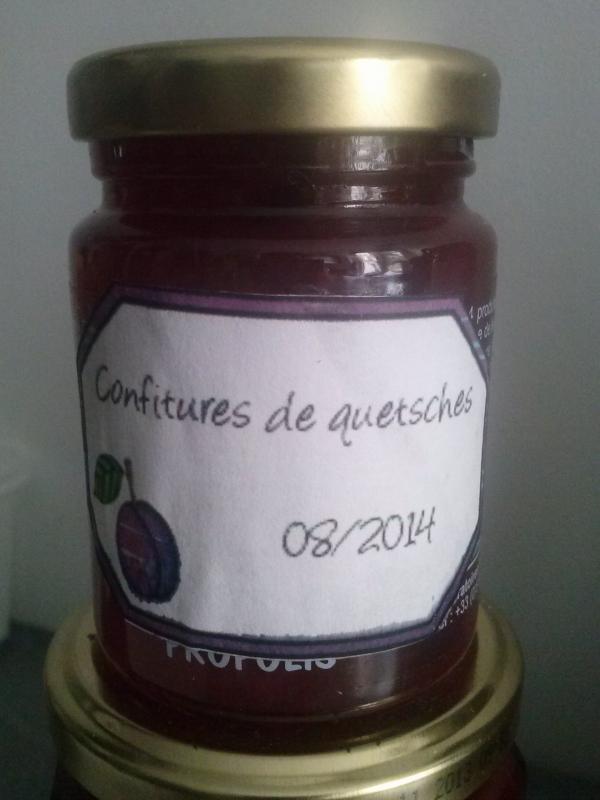 Confitures de quetsches
08/2014
PROPOLIS